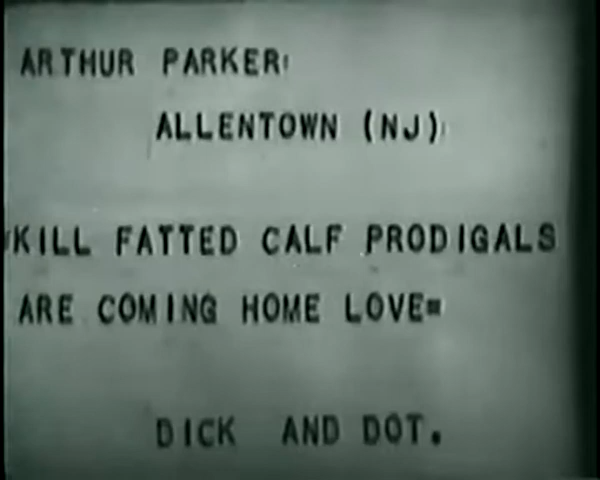 ARTHUR PARKER:
ALLENTOWN (NJ)
KILL FATTED CALF PRODIGALS
ARE COMING HOME LOVE=
DICK AND DOT.